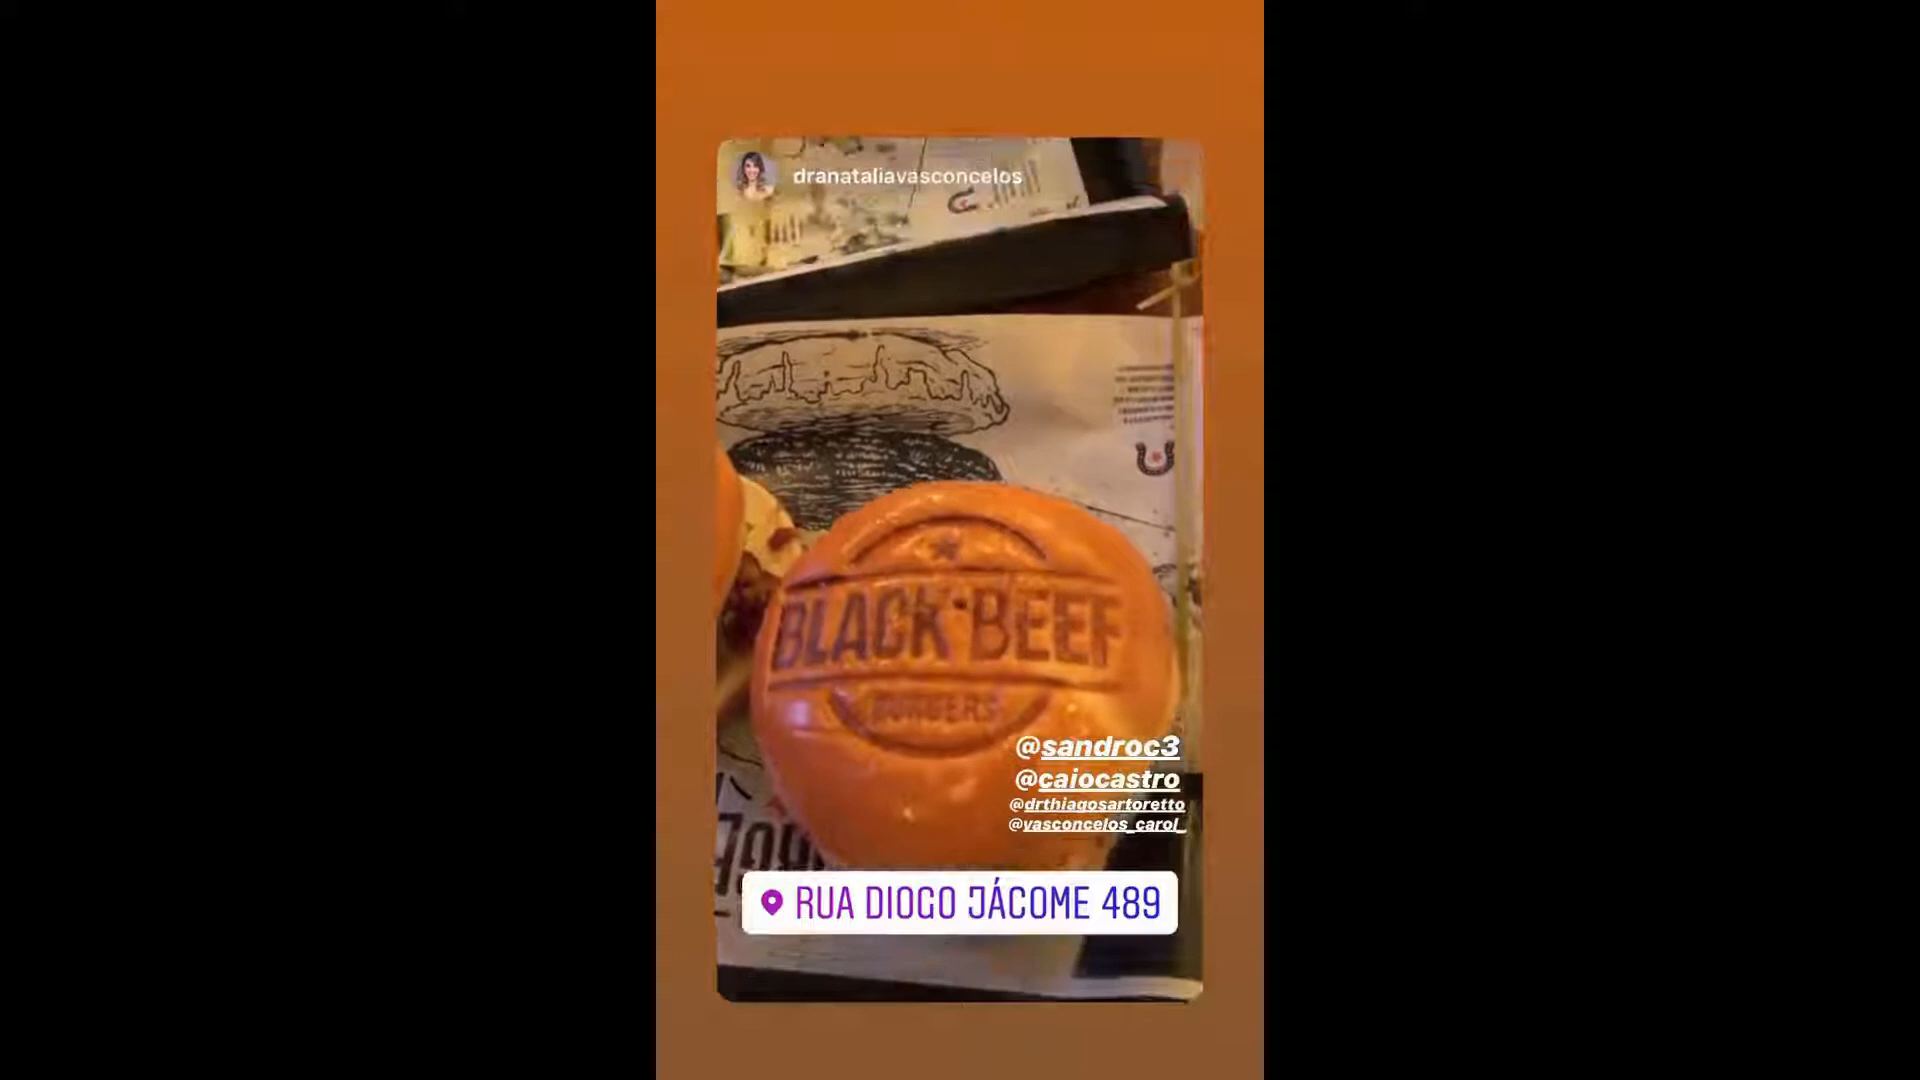 dranataliavasconcelos
BLACK·BEEF
BURGERS
@sandroc3
@caiocastro
@drthiagosartoretto
@vasconcelos_carol_
RUA DIOGO JÁCOME 489